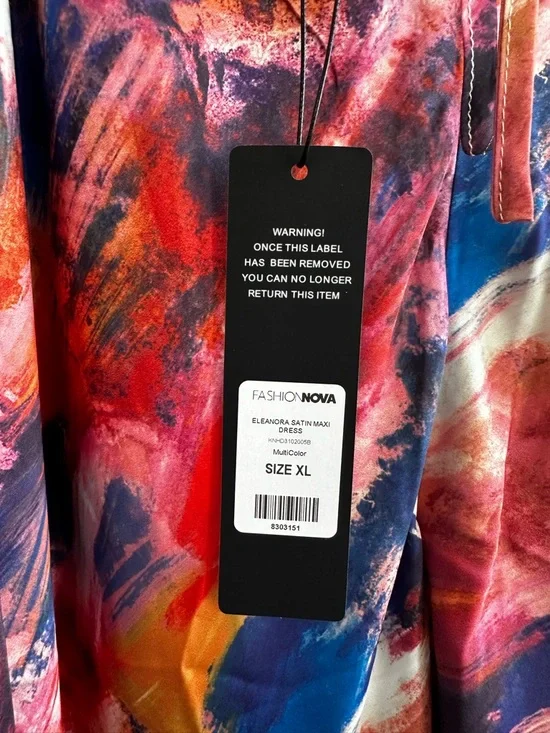 WARNING!
ONCE THIS LABEL
HAS BEEN REMOVED
YOU CAN NO LONGER
RETURN THIS ITEM
FASHIONNOVA
ELEANORA SATIN MAXI
DRESS
MultiColor
SIZE XL
8303151